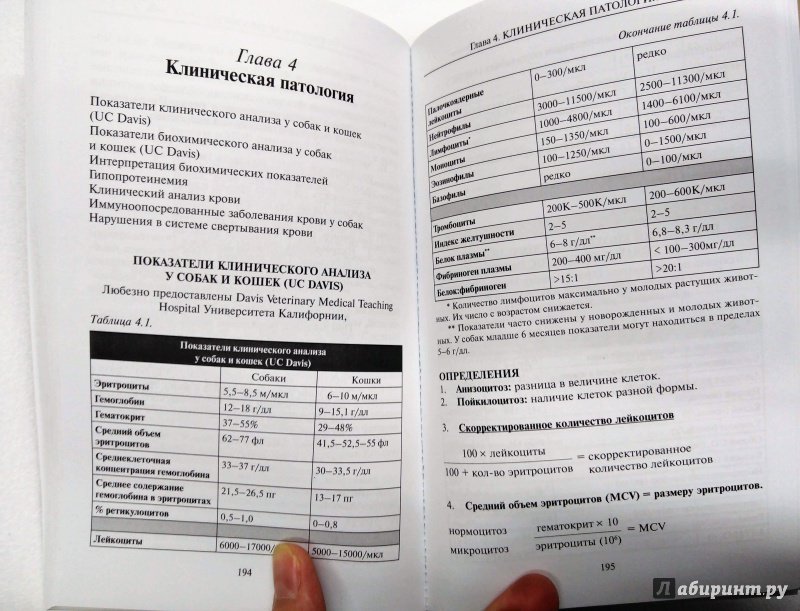 Глава 4
Клиническая патология
Показатели клинического анализа у собак и кошек
(UC Davis)
Показатели биохимического анализа у собак
и кошек (UC Davis)
Интерпретация биохимических показателей
Гипопротеинемия
Клинический анализ крови
Иммуноопосредованные заболевания крови у собак
Нарушения в системе свертывания крови
ПОКАЗАТЕЛИ КЛИНИЧЕСКОГО АНАЛИЗА
У СОБАК И КОШЕК (UC DAVIS)
Любезно предоставлены Davis Veterinary Medical Teaching
Hospital Университета Калифорнии,
Таблица 4.1.
Показатели клинического анализа
у собак и кошек (UC Davis)
Собаки Кошки
Эритроциты 5,5–8,5 м/мкл 6–10 м/мкл
Гемоглобин 12–18 г/дл 9–15,1 г/дл
Гематокрит 37–55% 29–48%
Средний объем
эритроцитов 62–77 фл 41,5–52,5–55 фл
Среднеклеточная
концентрация гемоглобина 33–37 г/дл 30–33,5 г/дл
Среднее содержание
гемоглобина в эритроцитах 21,5–26,5 пг 13–17 пг
% ретикулоцитов 0,5–1,0 0–0,8
Лейкоциты 6000–17000/ 5000–15000/мкл
194
Глава 4. КЛИНИЧЕСКАЯ ПАТОЛОГИ
Окончание таблицы 4.1.
Палочкоядерные
лейкоциты 0–300/мкл редко
Нейтрофилы 3000–11500/мкл 2500–11300/мкл
Лимфоциты* 1000–4800/мкл 1400–6100/мкл
Моноциты 150–1350/мкл 100–600/мкл
Эозинофилы 100–1250/мкл 0–1500/мкл
Базофилы редко 0–100/мкл
Тромбоциты 200K–500K/мкл 200–600K/мкл
Индекс желтушности 2–5 2–5
Белок плазмы** 6–8 г/дл** 6,8–8,3 г/дл
Фибриноген плазмы 200–400 мг/дл < 100–300мг/дл
Белок:фибриноген >15:1 >20:1
* Количество лимфоцитов максимально у молодых растущих живот-
ных. Их число с возрастом снижается.
** Показатели часто снижены у новорожденных и молодых живот-
ных. У собак младше 6 месяцев показатели могут находиться в пределах
5–6 г/дл.
ОПРЕДЕЛЕНИЯ
1. Анизоцитоз: разница в величине клеток.
2. Пойкилоцитоз: наличие клеток разной формы.
3. Скорректированное количество лейкоцитов
100 × лейкоциты
100 + кол-во эритроцитов = скорректированное
количество лейкоцитов
4. Средний объем эритроцитов (MCV) = размеру эритроцитов.
нормоцитоз
микроцитоз
гематокрит × 10
эритроциты (10⁶) = MCV
195
Лабиринт.ру